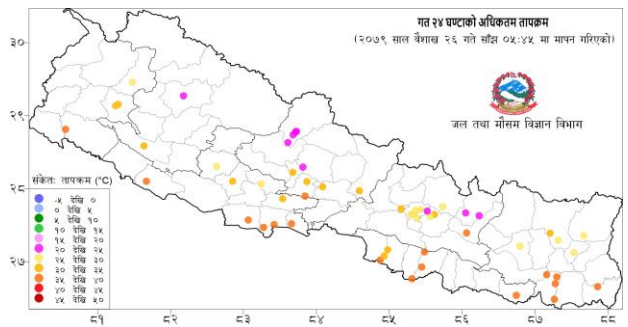 गत २४ घण्टाको अधिकतम तापक्रम
(२०७९ साल वैशाख २६ गते साँझ ०५:४५ मा मापन गरिएको)
जल तथा मौसम विज्ञान विभाग
३०
२९
२८
२७
संकेतः तापक्रम (°C)
-५ देखि ०
० देखि ५
५ देखि १०
१० देखि १५
१५ देखि २०
२० देखि २५
२५ देखि ३०
३० देखि ३५
३५ देखि ४०
४० देखि ४५
४५ देखि ५०
८१ ८२ ८३ ८४ ८५ ८६ ८७ ८८